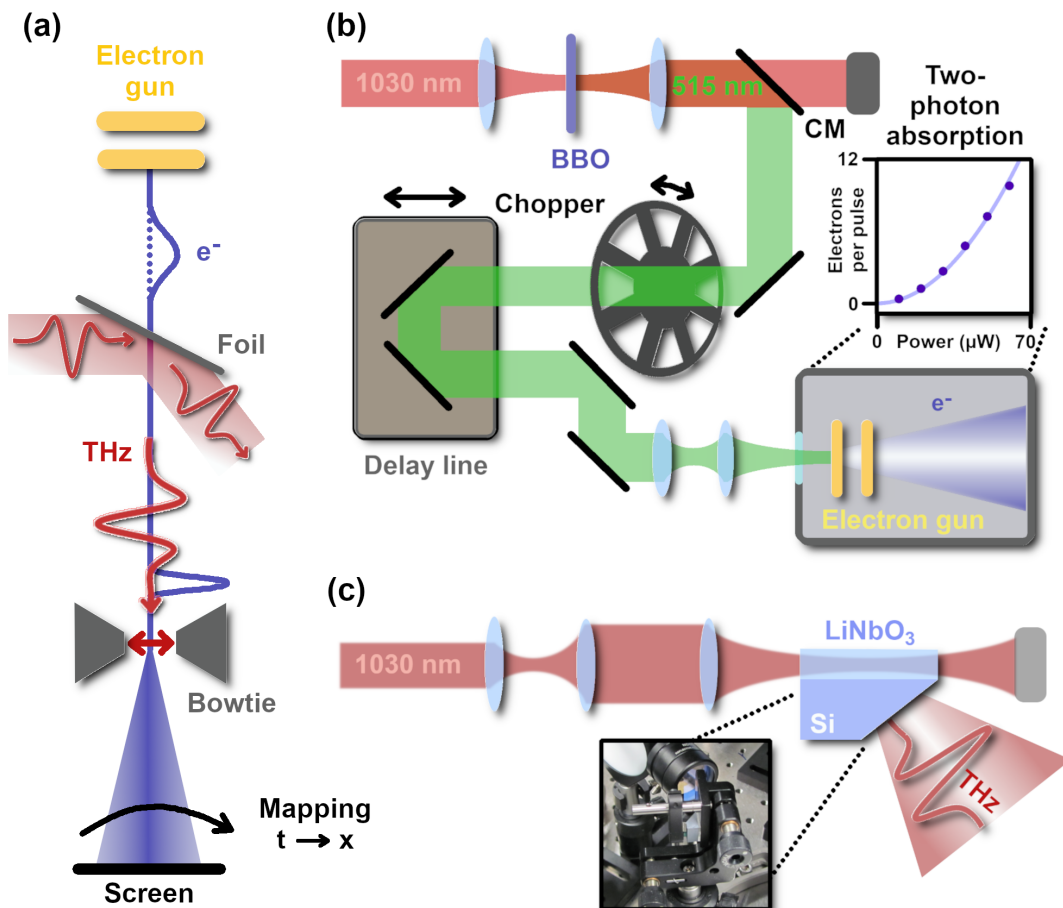 (a)
Electron
gun
e-
Foil
THz
Bowtie
Mapping
t → x
Screen
(b)
1030 nm
515 nm
BBO
CM
Chopper
Delay line
Two-
photon
absorption
12
Electrons
per pulse
0
0 Power (µW) 70
e-
Electron gun
(c)
1030 nm
LiNbO3
Si
THz